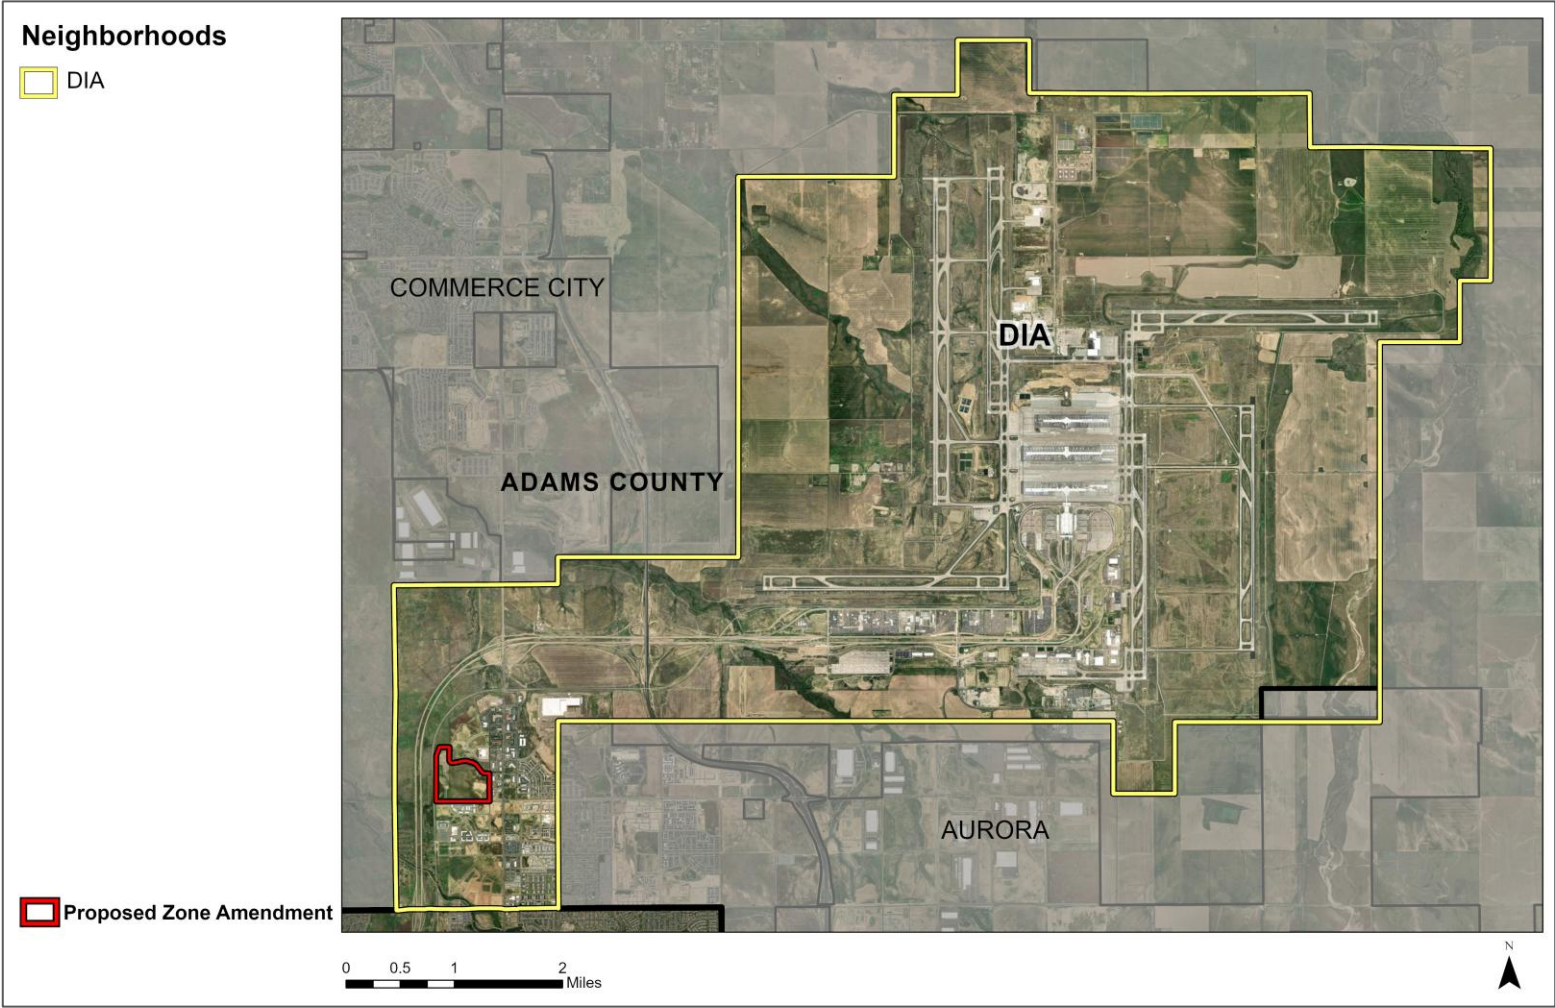 Neighborhoods
DIA
COMMERCE CITY
DIA
ADAMS COUNTY
AURORA
Proposed Zone Amendment
0 0.5 1 2
Miles
N